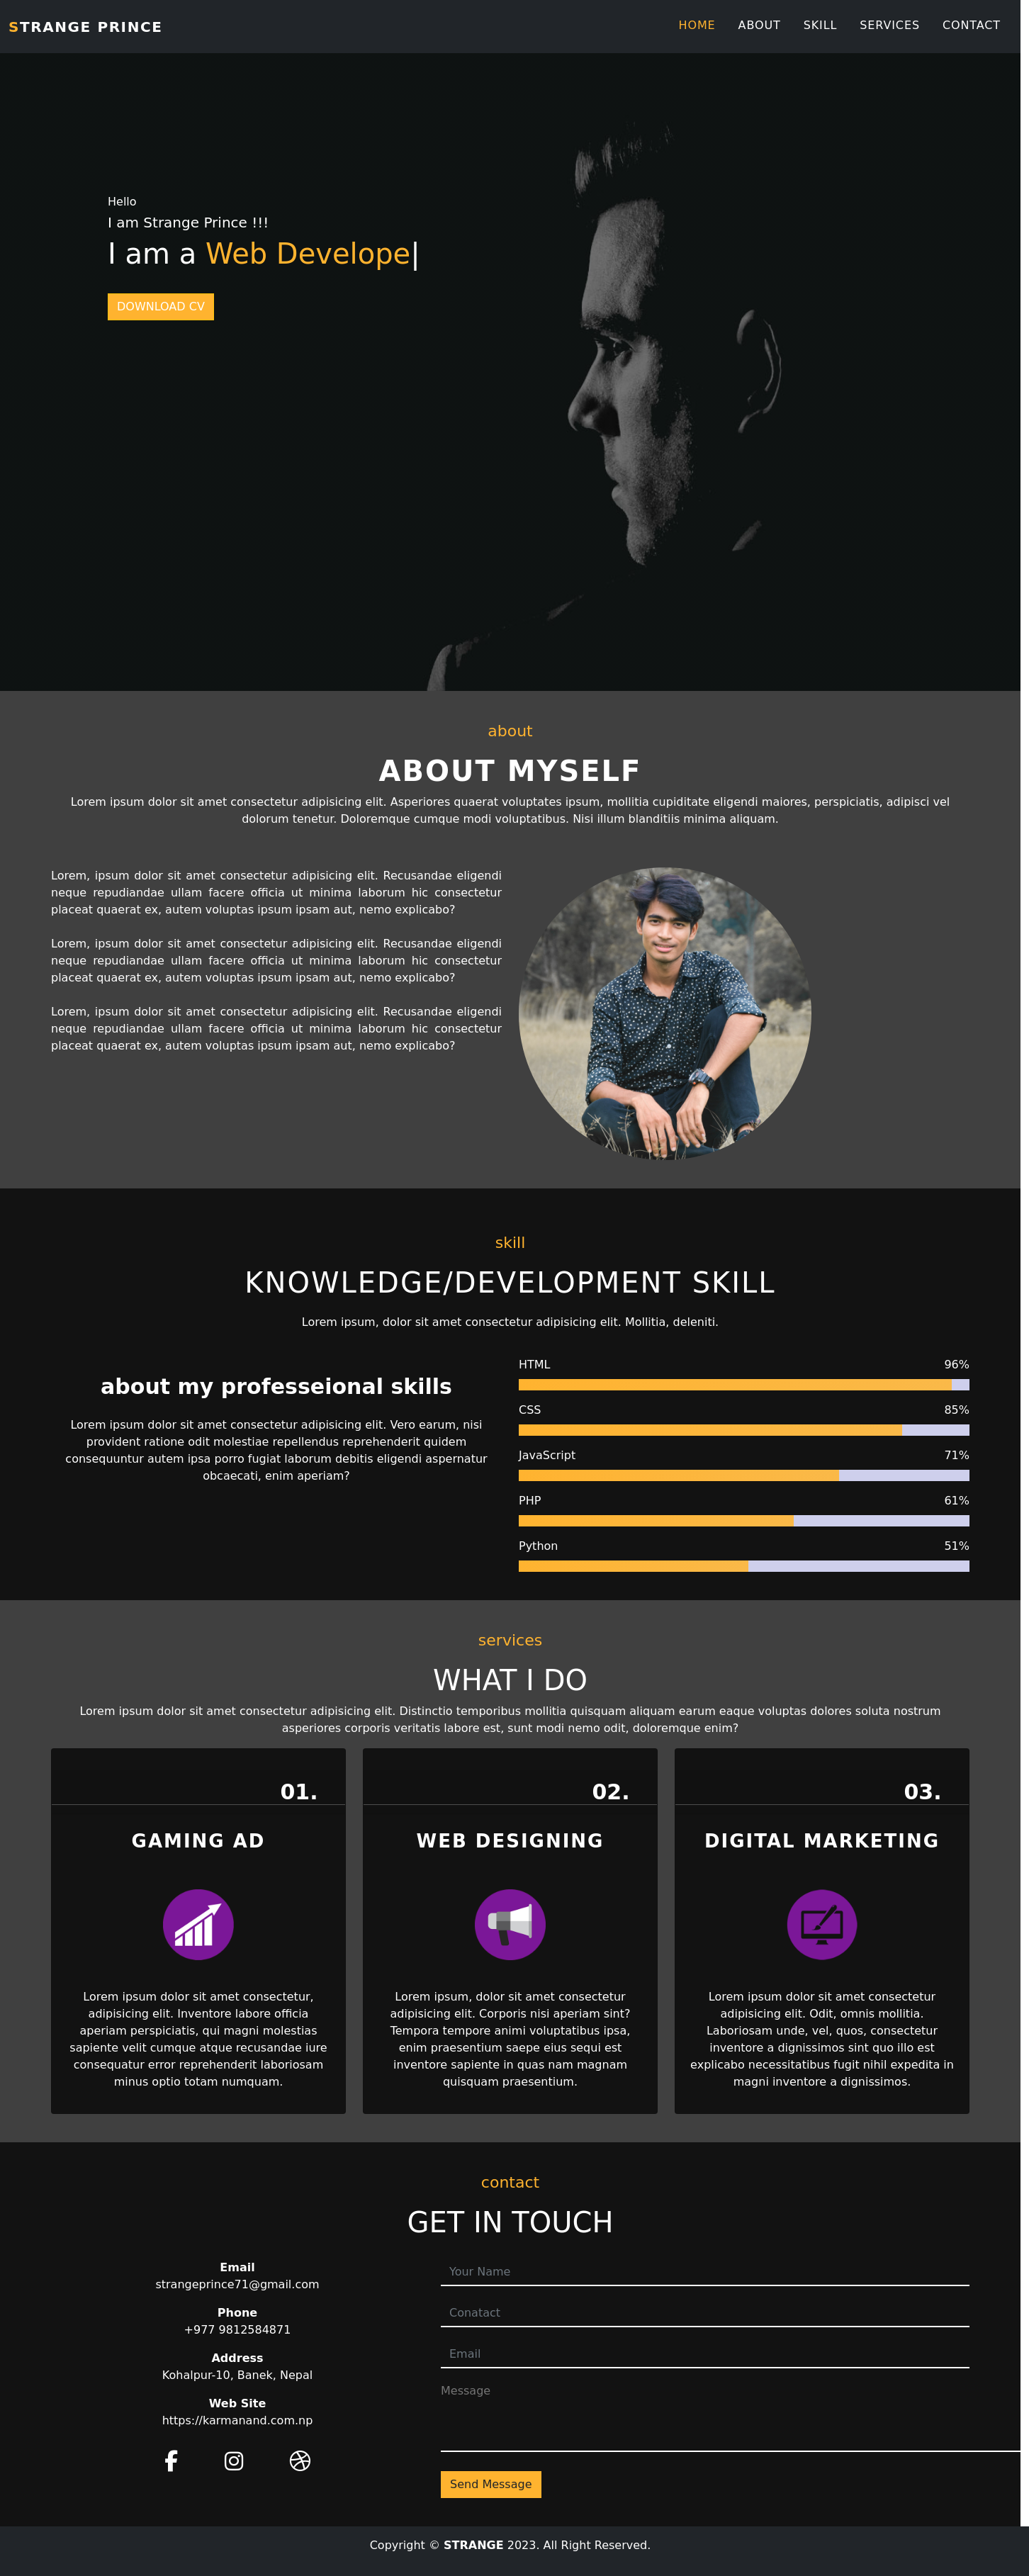 STRANGE PRINCE
HOME ABOUT SKILL SERVICES CONTACT
Hello
I am Strange Prince !!!
I am a Web Develope|
DOWNLOAD CV
about
ABOUT MYSELF
Lorem ipsum dolor sit amet consectetur adipisicing elit. Asperiores quaerat voluptates ipsum, mollitia cupiditate eligendi maiores, perspiciatis, adipisci vel
dolorum tenetur. Doloremque cumque modi voluptatibus. Nisi illum blanditiis minima aliquam.
Lorem, ipsum dolor sit amet consectetur adipisicing elit. Recusandae eligendi
neque repudiandae ullam facere officia ut minima laborum hic consectetur
placeat quaerat ex, autem voluptas ipsum ipsam aut, nemo explicabo?
Lorem, ipsum dolor sit amet consectetur adipisicing elit. Recusandae eligendi
neque repudiandae ullam facere officia ut minima laborum hic consectetur
placeat quaerat ex, autem voluptas ipsum ipsam aut, nemo explicabo?
Lorem, ipsum dolor sit amet consectetur adipisicing elit. Recusandae eligendi
neque repudiandae ullam facere officia ut minima laborum hic consectetur
placeat quaerat ex, autem voluptas ipsum ipsam aut, nemo explicabo?
skill
KNOWLEDGE/DEVELOPMENT SKILL
Lorem ipsum, dolor sit amet consectetur adipisicing elit. Mollitia, deleniti.
about my professeional skills
Lorem ipsum dolor sit amet consectetur adipisicing elit. Vero earum, nisi
provident ratione odit molestiae repellendus reprehenderit quidem
consequuntur autem ipsa porro fugiat laborum debitis eligendi aspernatur
obcaecati, enim aperiam?
HTML 96%
CSS 85%
JavaScript 71%
PHP 61%
Python 51%
services
WHAT I DO
Lorem ipsum dolor sit amet consectetur adipisicing elit. Distinctio temporibus mollitia quisquam aliquam earum eaque voluptas dolores soluta nostrum
asperiores corporis veritatis labore est, sunt modi nemo odit, doloremque enim?
01.
GAMING AD
Lorem ipsum dolor sit amet consectetur,
adipisicing elit. Inventore labore officia
aperiam perspiciatis, qui magni molestias
sapiente velit cumque atque recusandae iure
consequatur error reprehenderit laboriosam
minus optio totam numquam.
02.
WEB DESIGNING
Lorem ipsum, dolor sit amet consectetur
adipisicing elit. Corporis nisi aperiam sint?
Tempora tempore animi voluptatibus ipsa,
enim praesentium saepe eius sequi est
inventore sapiente in quas nam magnam
quisquam praesentium.
03.
DIGITAL MARKETING
Lorem ipsum dolor sit amet consectetur
adipisicing elit. Odit, omnis mollitia.
Laboriosam unde, vel, quos, consectetur
inventore a dignissimos sint quo illo est
explicabo necessitatibus fugit nihil expedita in
magni inventore a dignissimos.
contact
GET IN TOUCH
Email
strangeprince71@gmail.com
Phone
+977 9812584871
Address
Kohalpur-10, Banek, Nepal
Web Site
https://karmanand.com.np
Your Name
Conatact
Email
Message
Send Message
Copyright © STRANGE 2023. All Right Reserved.